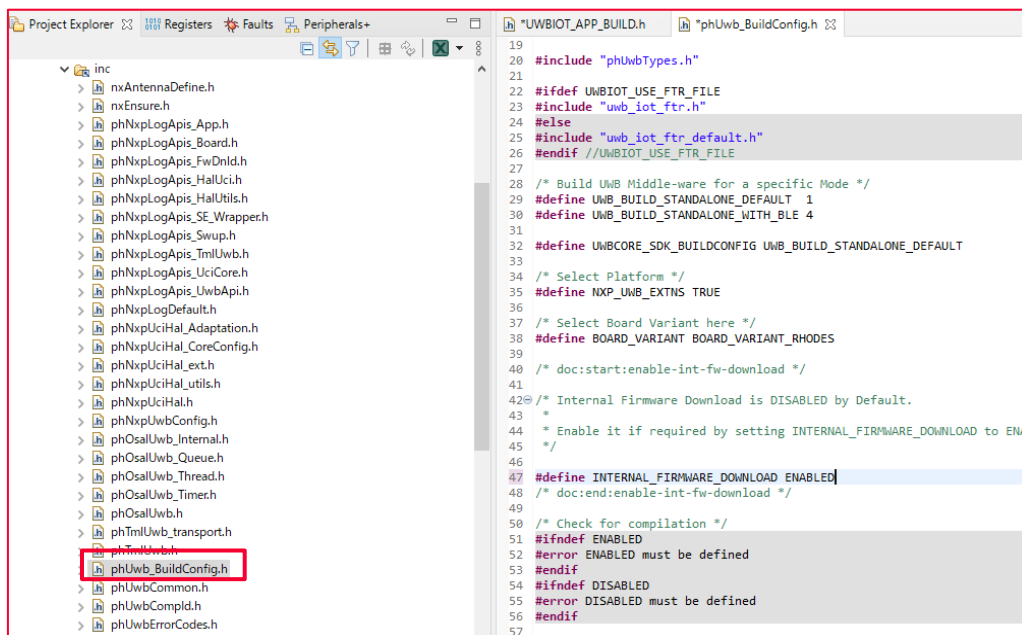 Project Explorer
Registers
Faults
Peripherals+
inc
nxAntennaDefine.h
nxEnsure.h
phNxpLogApis_App.h
phNxpLogApis_Board.h
phNxpLogApis_FwDnld.h
phNxpLogApis_HalUci.h
phNxpLogApis_HalUtils.h
phNxpLogApis_SE_Wrapper.h
phNxpLogApis_Swup.h
phNxpLogApis_TmlUwb.h
phNxpLogApis_UciCore.h
phNxpLogApis_UwbApi.h
phNxpLogDefault.h
phNxpUciHal_Adaptation.h
phNxpUciHal_CoreConfig.h
phNxpUciHal_ext.h
phNxpUciHal_utils.h
phNxpUciHal.h
phNxpUwbConfig.h
phOsalUwb_Internal.h
phOsalUwb_Queue.h
phOsalUwb_Thread.h
phOsalUwb_Timer.h
phOsalUwb.h
phTmlUwb_transport.h
phTmlUwb.h
phUwb_BuildConfig.h
phUwbCommon.h
phUwbCompId.h
phUwbErrorCodes.h
*UWBIOT_APP_BUILD.h
*phUwb_BuildConfig.h
19
20 #include "phUwbTypes.h"
21
22 #ifdef UWBIOT_USE_FTR_FILE
23 #include "uwb_iot_ftr.h"
24 #else
25 #include "uwb_iot_ftr_default.h"
26 #endif //UWBIOT_USE_FTR_FILE
27
28 /* Build UWB Middle-ware for a specific Mode */
29 #define UWB_BUILD_STANDALONE_DEFAULT  1
30 #define UWB_BUILD_STANDALONE_WITH_BLE 4
31
32 #define UWBCORE_SDK_BUILDCONFIG UWB_BUILD_STANDALONE_DEFAULT
33
34 /* Select Platform */
35 #define NXP_UWB_EXTNS TRUE
36
37 /* Select Board Variant here */
38 #define BOARD_VARIANT BOARD_VARIANT_RHODES
39
40 /* doc:start:enable-int-fw-download */
41
42 /* Internal Firmware Download is DISABLED by Default.
43 *
44 * Enable it if required by setting INTERNAL_FIRMWARE_DOWNLOAD to ENA
45 */
46
47 #define INTERNAL_FIRMWARE_DOWNLOAD ENABLED
48 /* doc:end:enable-int-fw-download */
49
50 /* Check for compilation */
51 #ifndef ENABLED
52 #error ENABLED must be defined
53 #endif
54 #ifndef DISABLED
55 #error DISABLED must be defined
56 #endif
57